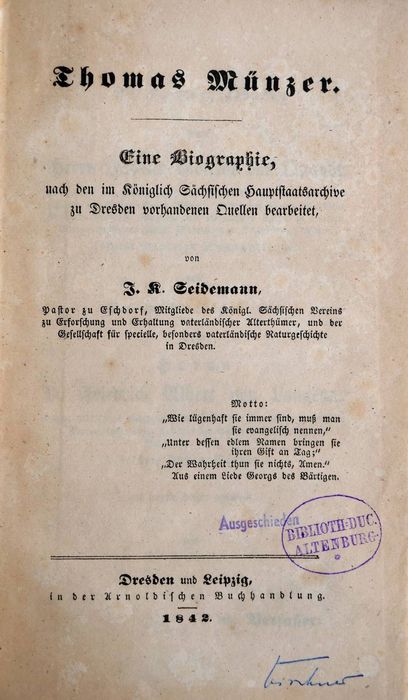 Thomas Münzer.
Eine Biographie,
nach den im Königlich Sächsischen Hauptstaatsarchive
zu Dresden vorhandenen Quellen bearbeitet,
von
J. K. Seidemann,
Pastor zu Eschdorf, Mitgliede des Königl. Sächsischen Vereins
zu Erforschung und Erhaltung vaterländischer Alterthümer, und der
Gesellschaft für specielle, besonders vaterländische Naturgeschichte
in Dresden.
Motto:
„Wie lügenhaft sie immer sind, muß man
sie evangelisch nennen,“
„Unter dessen edlem Namen bringen sie
ihren Gift an Tag;“
„Der Wahrheit thun sie nichts, Amen.“
Aus einem Liede Georgs des Bärtigen.
Ausgeschieden
BIBLIOTH·DUC.
ALTENBURG.
Dresden und Leipzig,
in der Arnoldischen Buchhandlung.
1842.
Kirchner